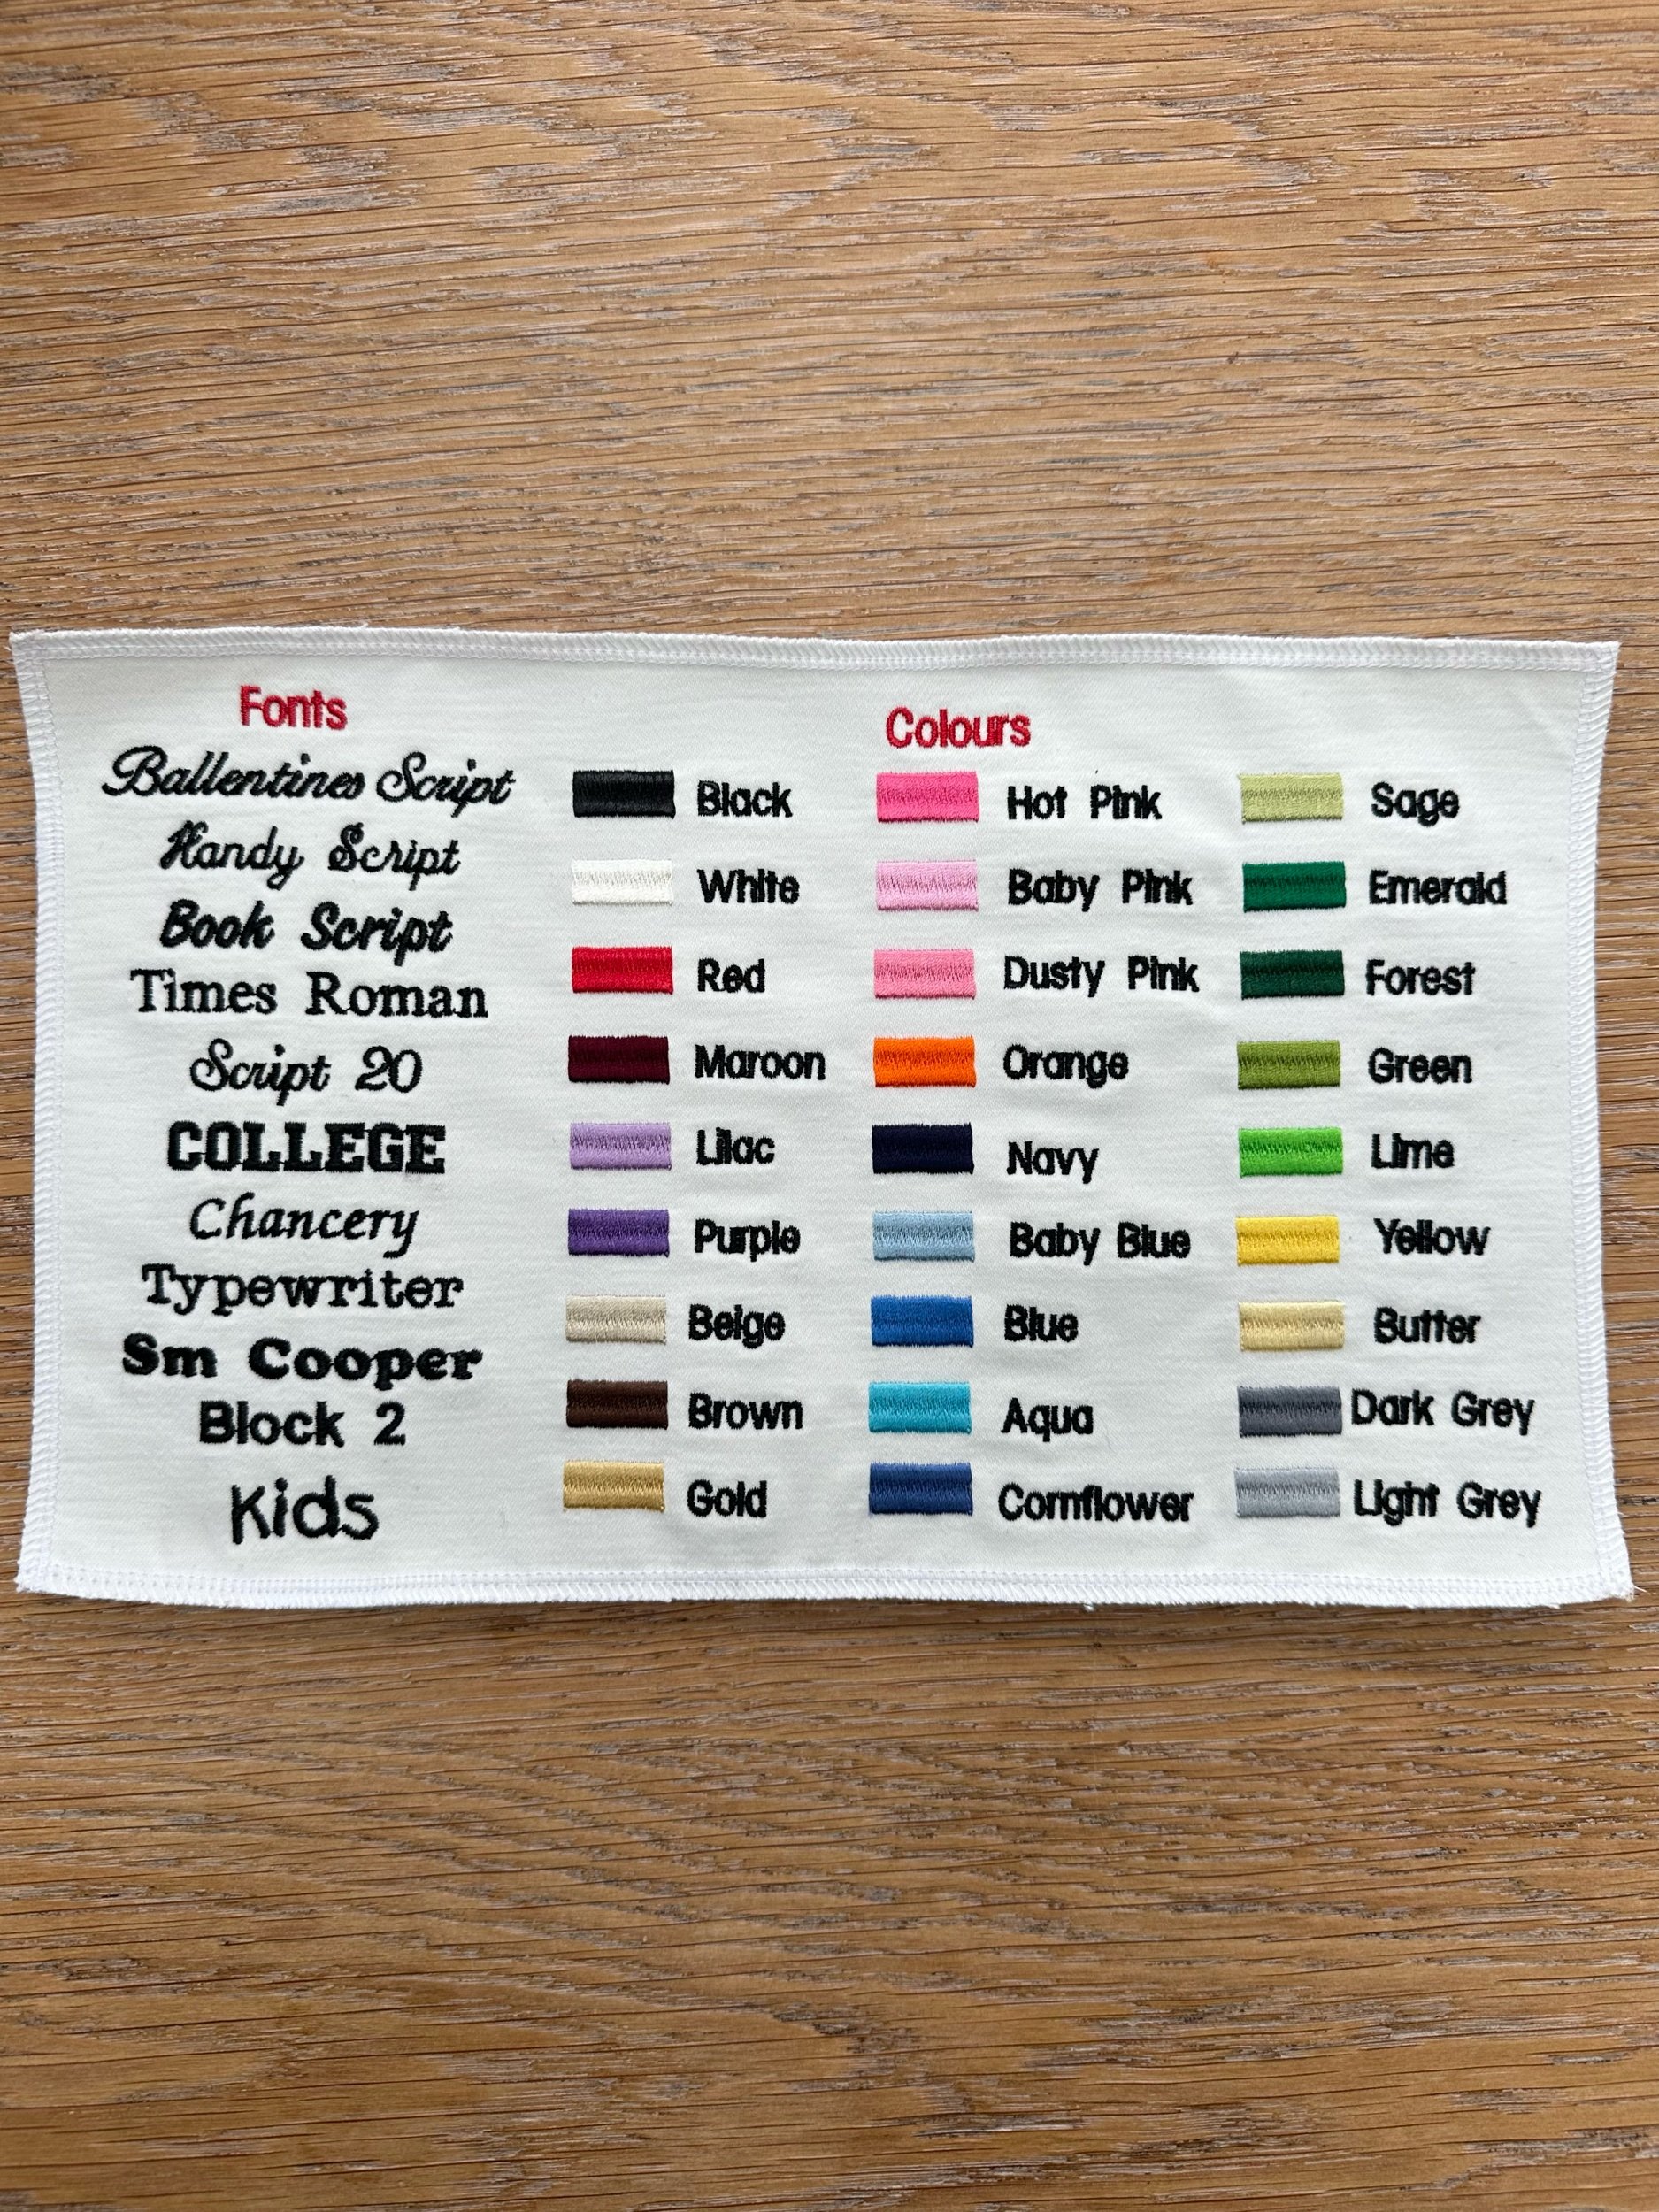 Fonts
Ballentines Script
Handy Script
Book Script
Times Roman
Script 20
COLLEGE
Chancery
Typewriter
Sm Cooper
Block 2
Kids
Colours
Black
White
Red
Maroon
Lilac
Purple
Beige
Brown
Gold
Hot Pink
Baby Pink
Dusty Pink
Orange
Navy
Baby Blue
Blue
Aqua
Cornflower
Sage
Emerald
Forest
Green
Lime
Yellow
Butter
Dark Grey
Light Grey